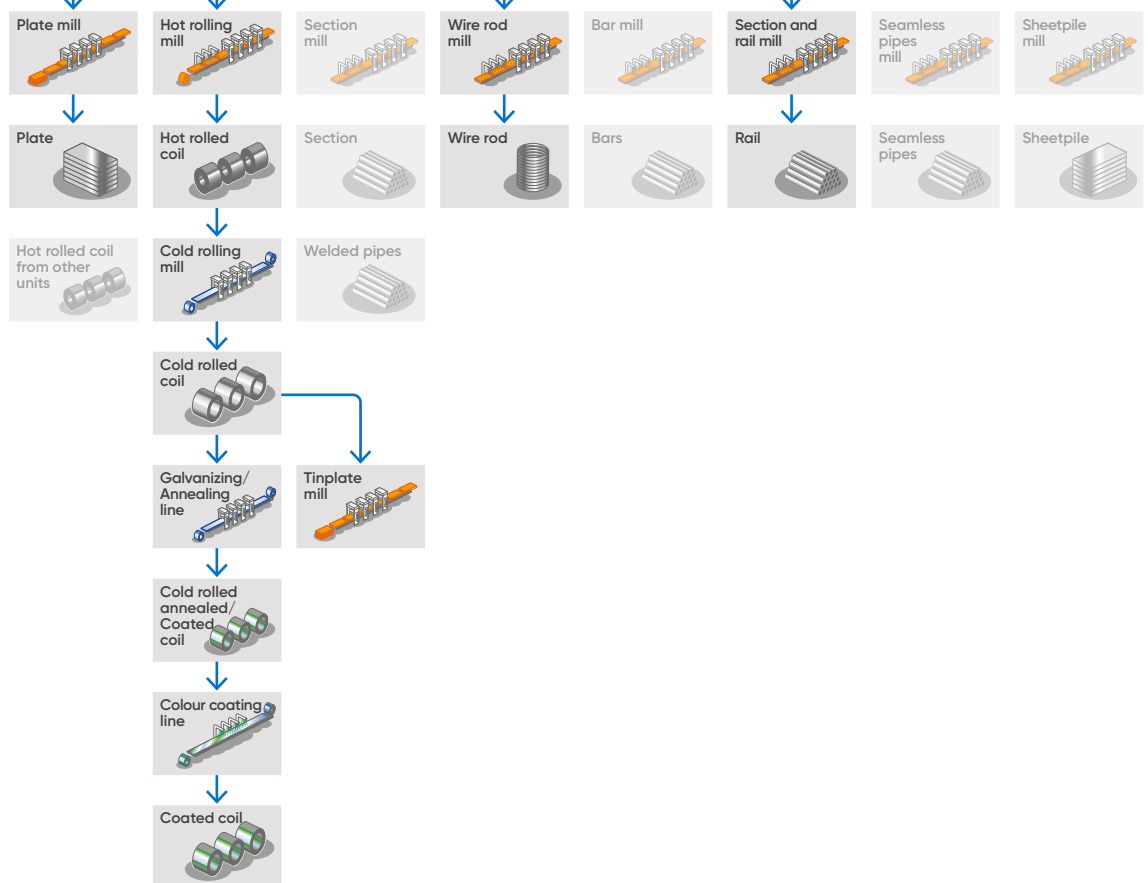 Plate mill
Hot rolling
mill
Section
mill
Wire rod
mill
Bar mill
Section and
rail mill
Seamless
pipes
mill
Sheetpile
mill
Plate
Hot rolled
coil
Section
Wire rod
Bars
Rail
Seamless
pipes
Sheetpile
Hot rolled coil
from other
units
Cold rolling
mill
Welded pipes
Cold rolled
coil
Galvanizing/
Annealing
line
Tinplate
mill
Cold rolled
annealed/
Coated
coil
Colour coating
line
Coated coil